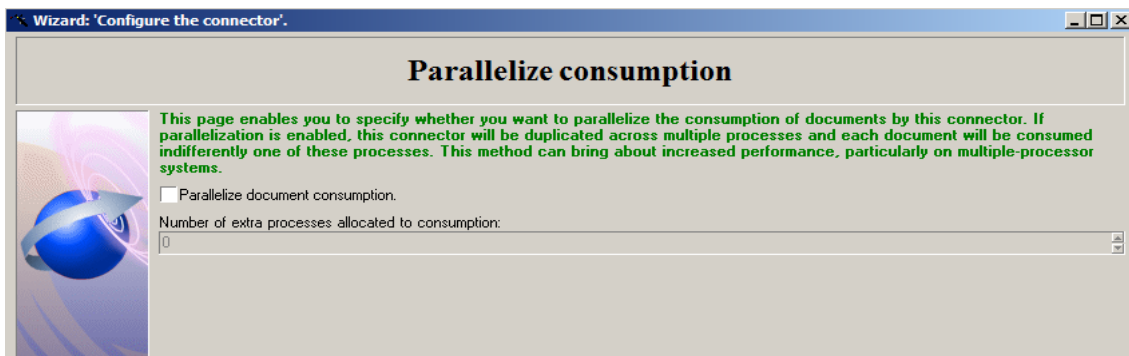 Wizard: 'Configure the connector'.
Parallelize consumption
This page enables you to specify whether you want to parallelize the consumption of documents by this connector. If
parallelization is enabled, this connector will be duplicated across multiple processes and each document will be consumed
indifferently one of these processes. This method can bring about increased performance, particularly on multiple-processor
systems.
Parallelize document consumption.
Number of extra processes allocated to consumption:
0